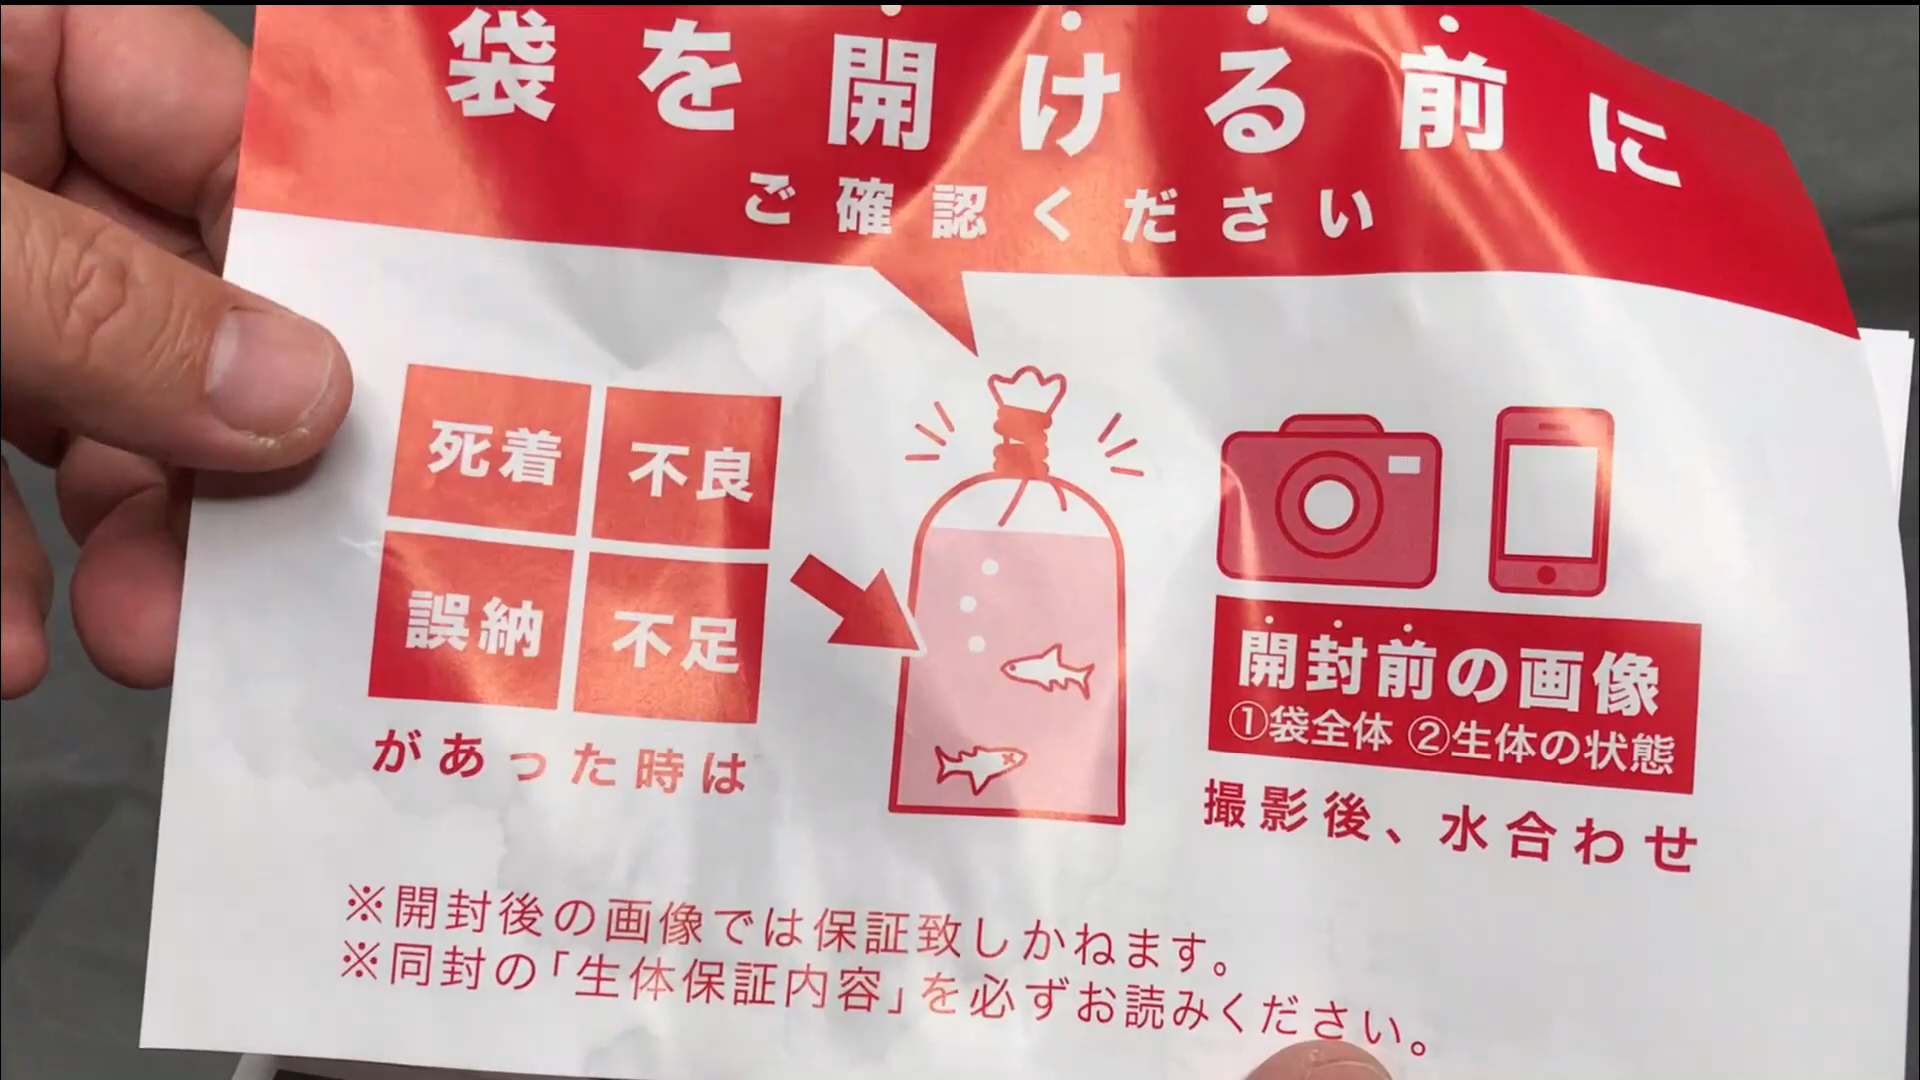 袋を開ける前に
ご確認ください
死着
不良
誤納
不足
があった時は
開封前の画像
①袋全体 ②生体の状態
撮影後、水合わせ
※開封後の画像では保証致しかねます。
※同封の「生体保証内容」を必ずお読みください。